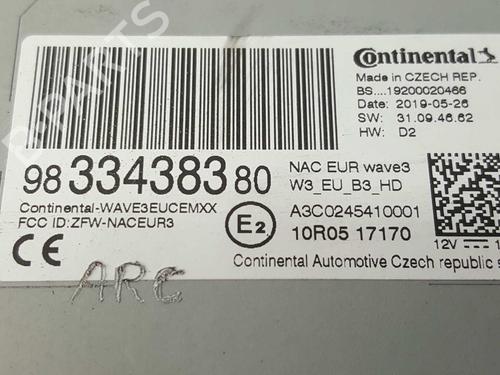 Continental
Made in CZECH REP.
BS....19200020466
Date: 2019-05-26
SW: 31.09.46.62
HW: D2
98 334383 80
NAC EUR wave3
W3_EU_B3_HD
Continental-WAVE3EUCEMXX
FCC ID:ZFW-NACEUR3
E2
A3C0245410001
10R05 17170
12V
CE
Continental Automotive Czech republic s
ARC
B-Parts